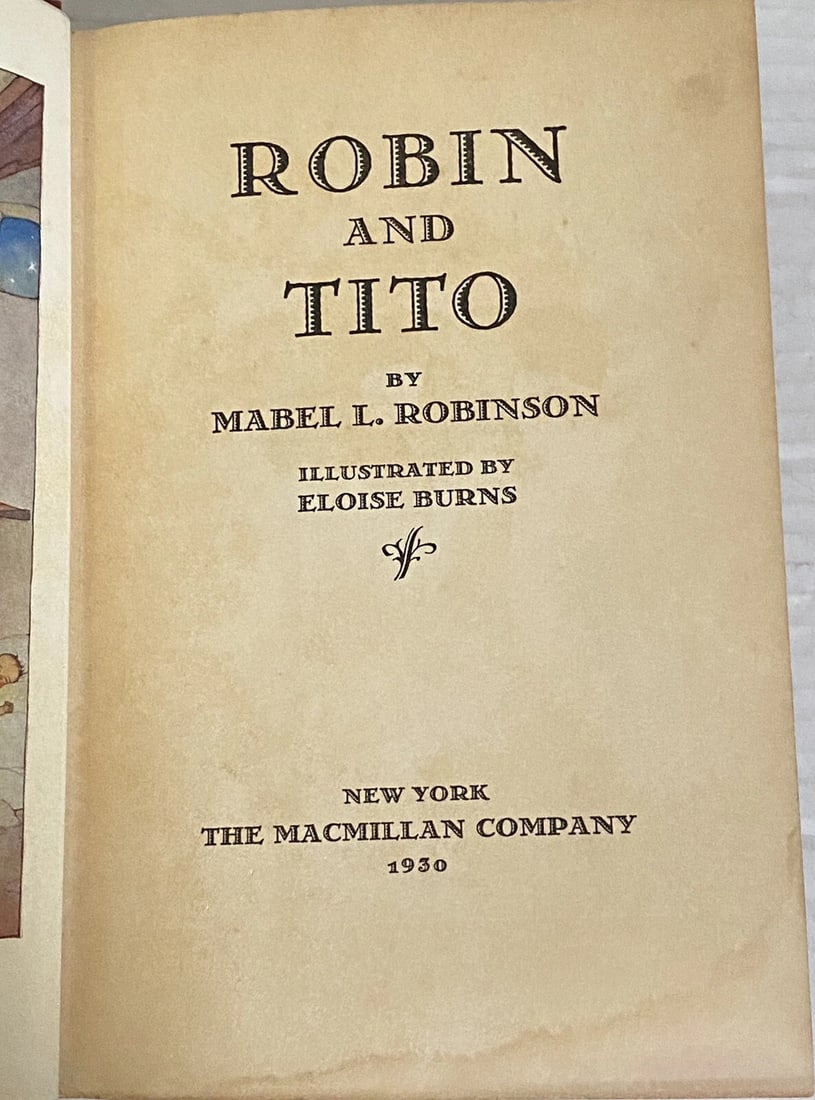 ROBIN
AND
TITO
BY
MABEL L. ROBINSON
ILLUSTRATED BY
ELOISE BURNS
NEW YORK
THE MACMILLAN COMPANY
1930